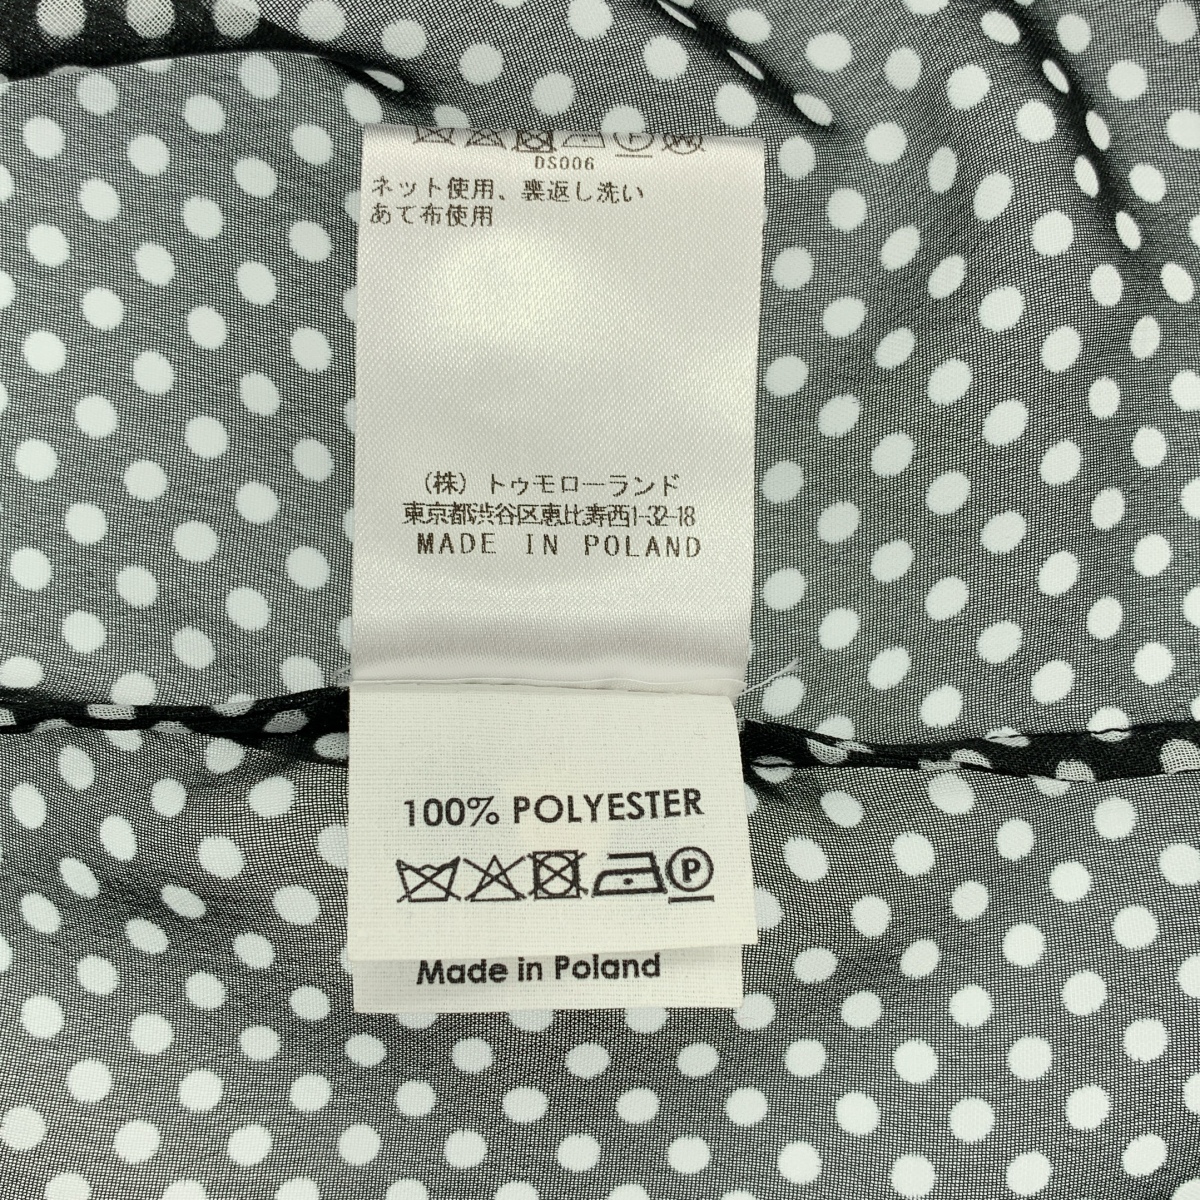 DS006
ネット使用、裏返し洗い
あて布使用
（株）トゥモローランド
東京都渋谷区恵比寿西1-32-18
MADE IN POLAND
100% POLYESTER
P
Made in Poland